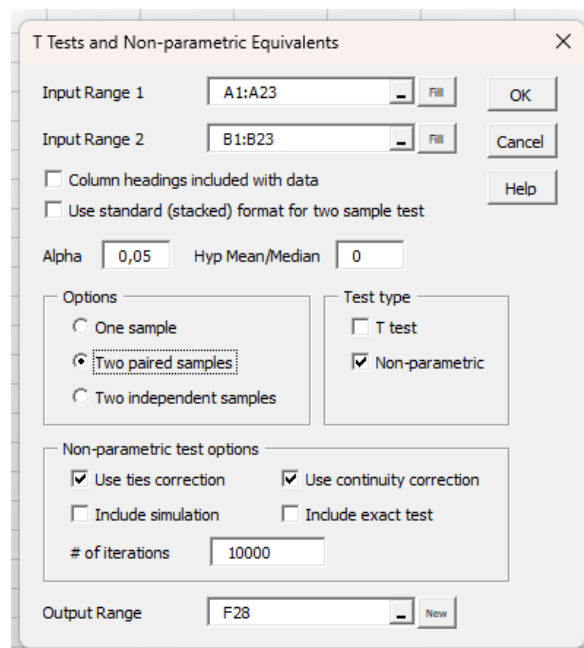 T Tests and Non-parametric Equivalents
Input Range 1 A1:A23 Fill OK
Input Range 2 B1:B23 Fill Cancel
Column headings included with data Help
Use standard (stacked) format for two sample test
Alpha 0,05 Hyp Mean/Median 0
Options Test type
One sample T test
Two paired samples Non-parametric
Two independent samples
Non-parametric test options
Use ties correction Use continuity correction
Include simulation Include exact test
# of iterations 10000
Output Range F28 New